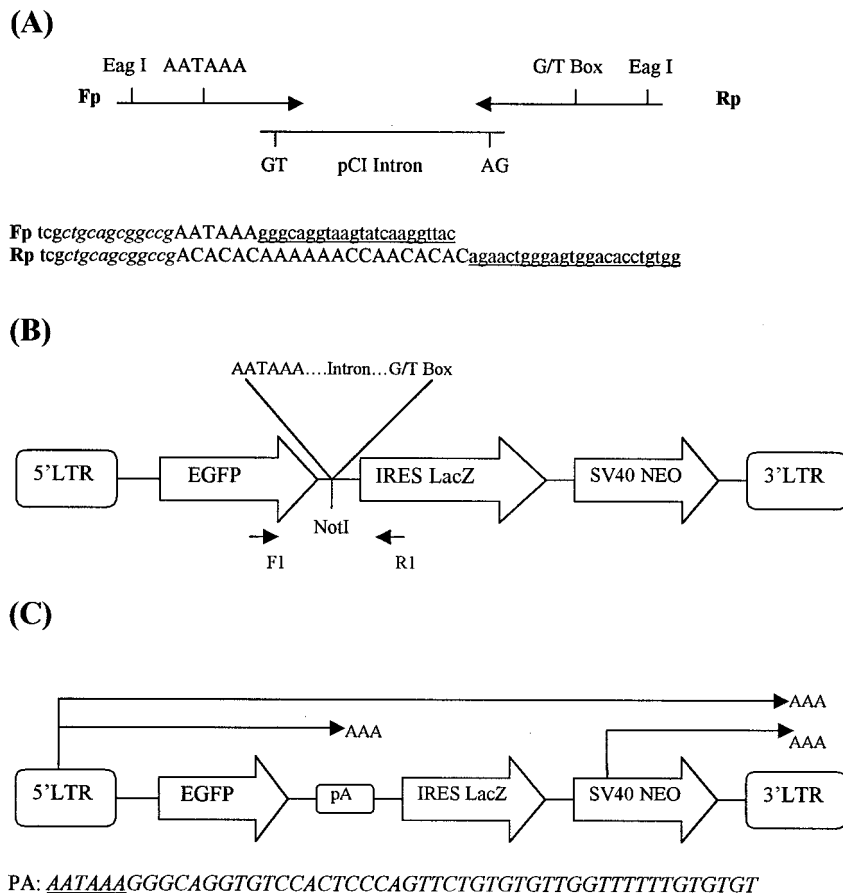 (A)
Eag I AATAAA G/T Box Eag I
Fp Rp
GT pCI Intron AG
Fp tcgctgcagcggccgAATAAAgggcaggtaagtatcaaggttac
Rp tcgctgcagcggccgACACACAAAAAACCAACACACagaactgggagtggacacctgtgg
(B)
AATAAA....Intron...G/T Box
5'LTR EGFP IRES LacZ SV40 NEO 3'LTR
NotI
F1 R1
(C)
AAA
AAA AAA
5'LTR EGFP pA IRES LacZ SV40 NEO 3'LTR
PA: AATAAAGGGCAGGTGTCCACTCCCAGTTCTGTGTGTTGGTTTTTTGTGTGT